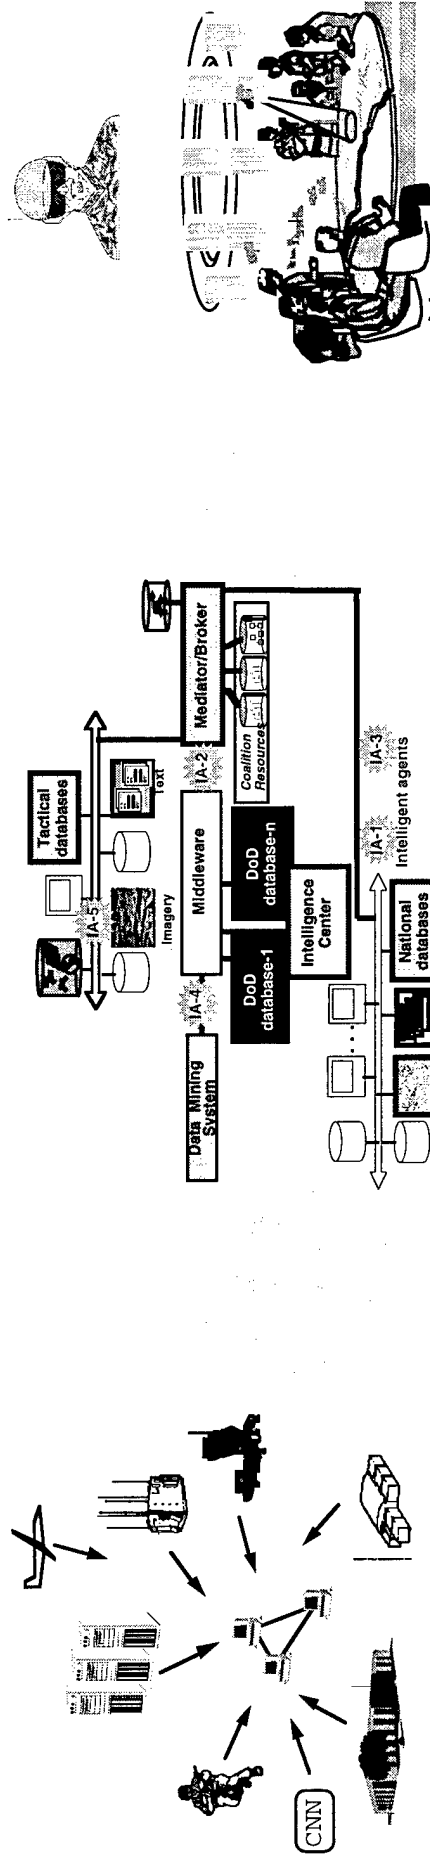 CNN
Tactical
databases
IA-5
Imagery
Text
Data Mining
System
IA-4
Middleware
IA-2
Mediator/Broker
DoD
database-1
DoD
database-n
Coalition
Resources
Intelligence
Center
IA-1
IA-3
Intelligent agents
National
databases